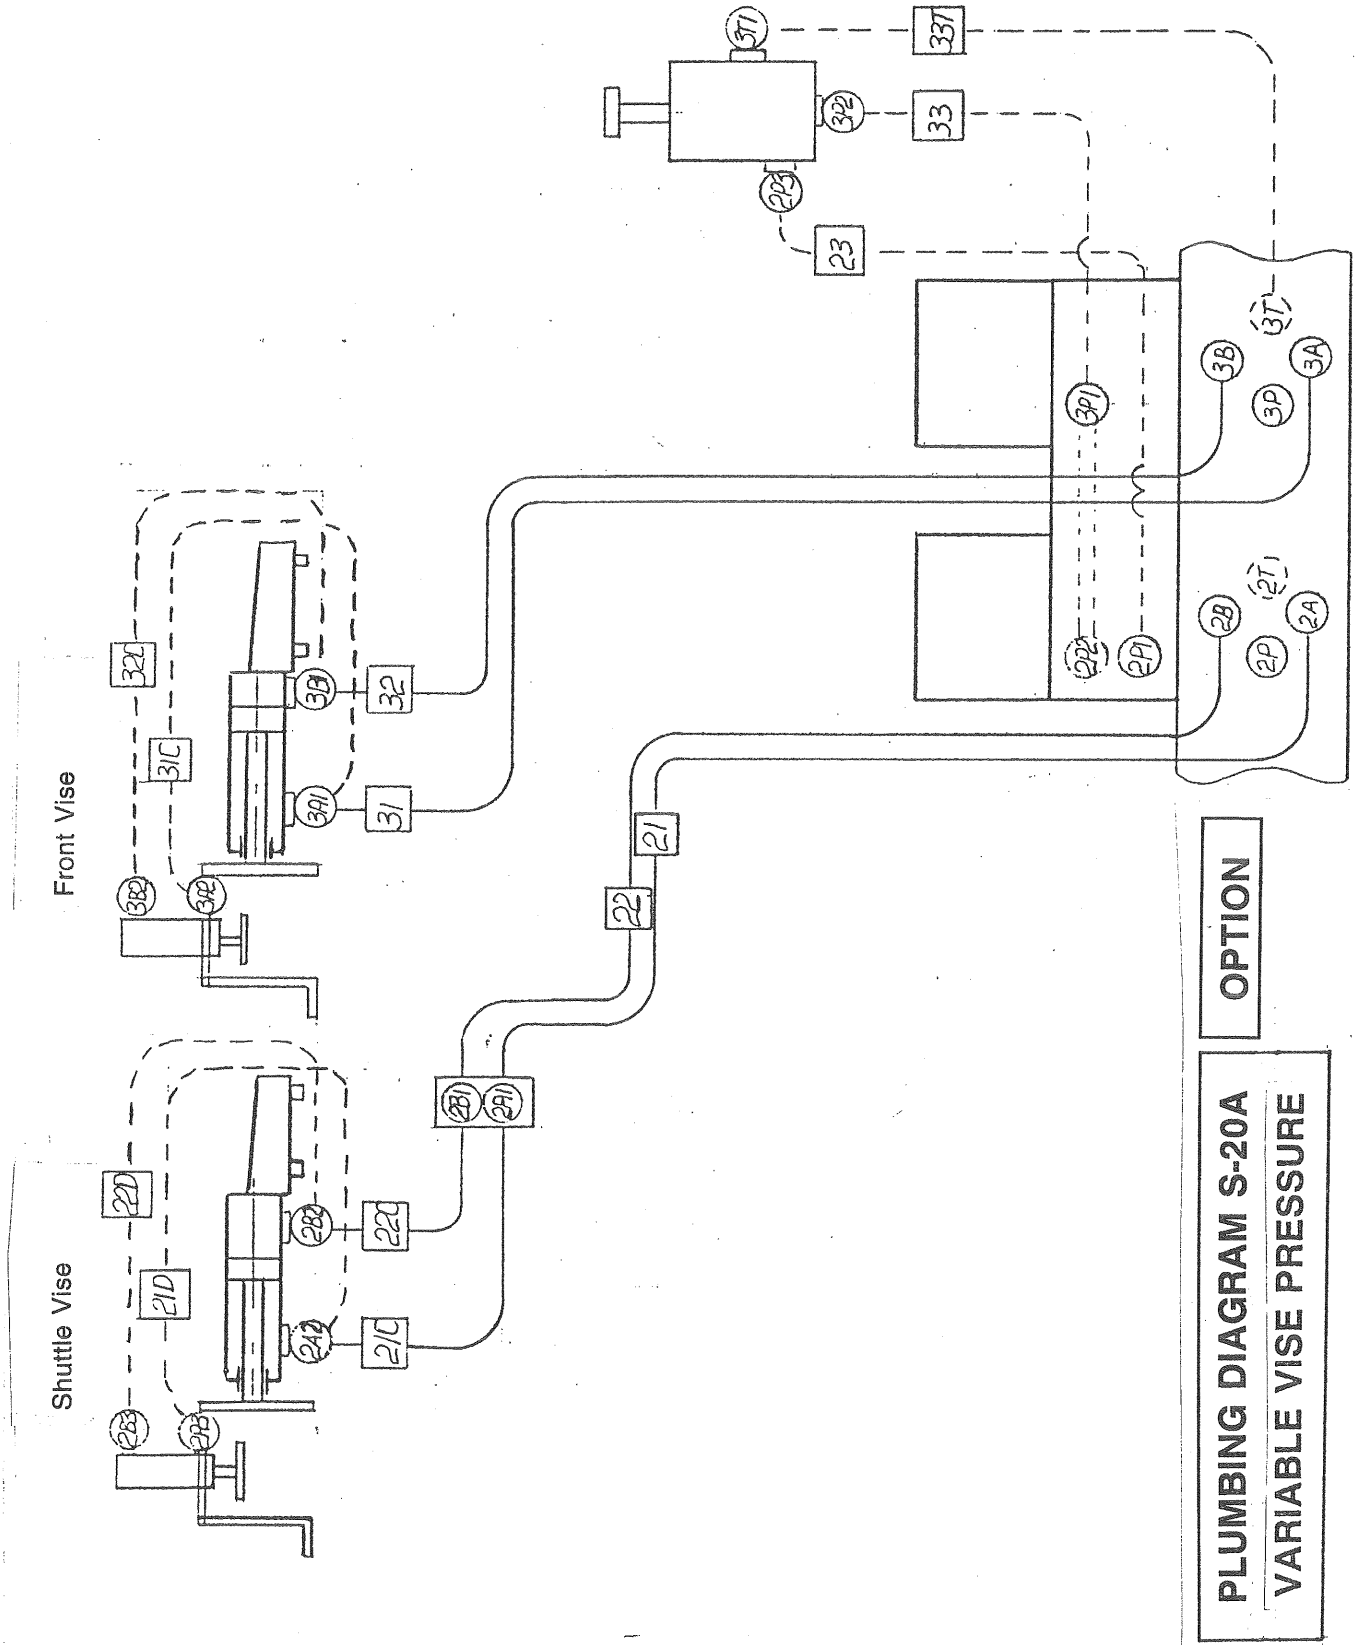 Shuttle Vise
Front Vise
2B3
22D
3B2
32C
2A3
21D
3A2
31C
2A2
2B2
3A1
3B1
21C
22C
31
32
2B1
2A1
22
21
3T1
3P2
2P3
33T
33
23
2P2
3P1
2P1
2B
3B
2P
2T
3P
3T
2A
3A
PLUMBING DIAGRAM S-20A
VARIABLE VISE PRESSURE
OPTION